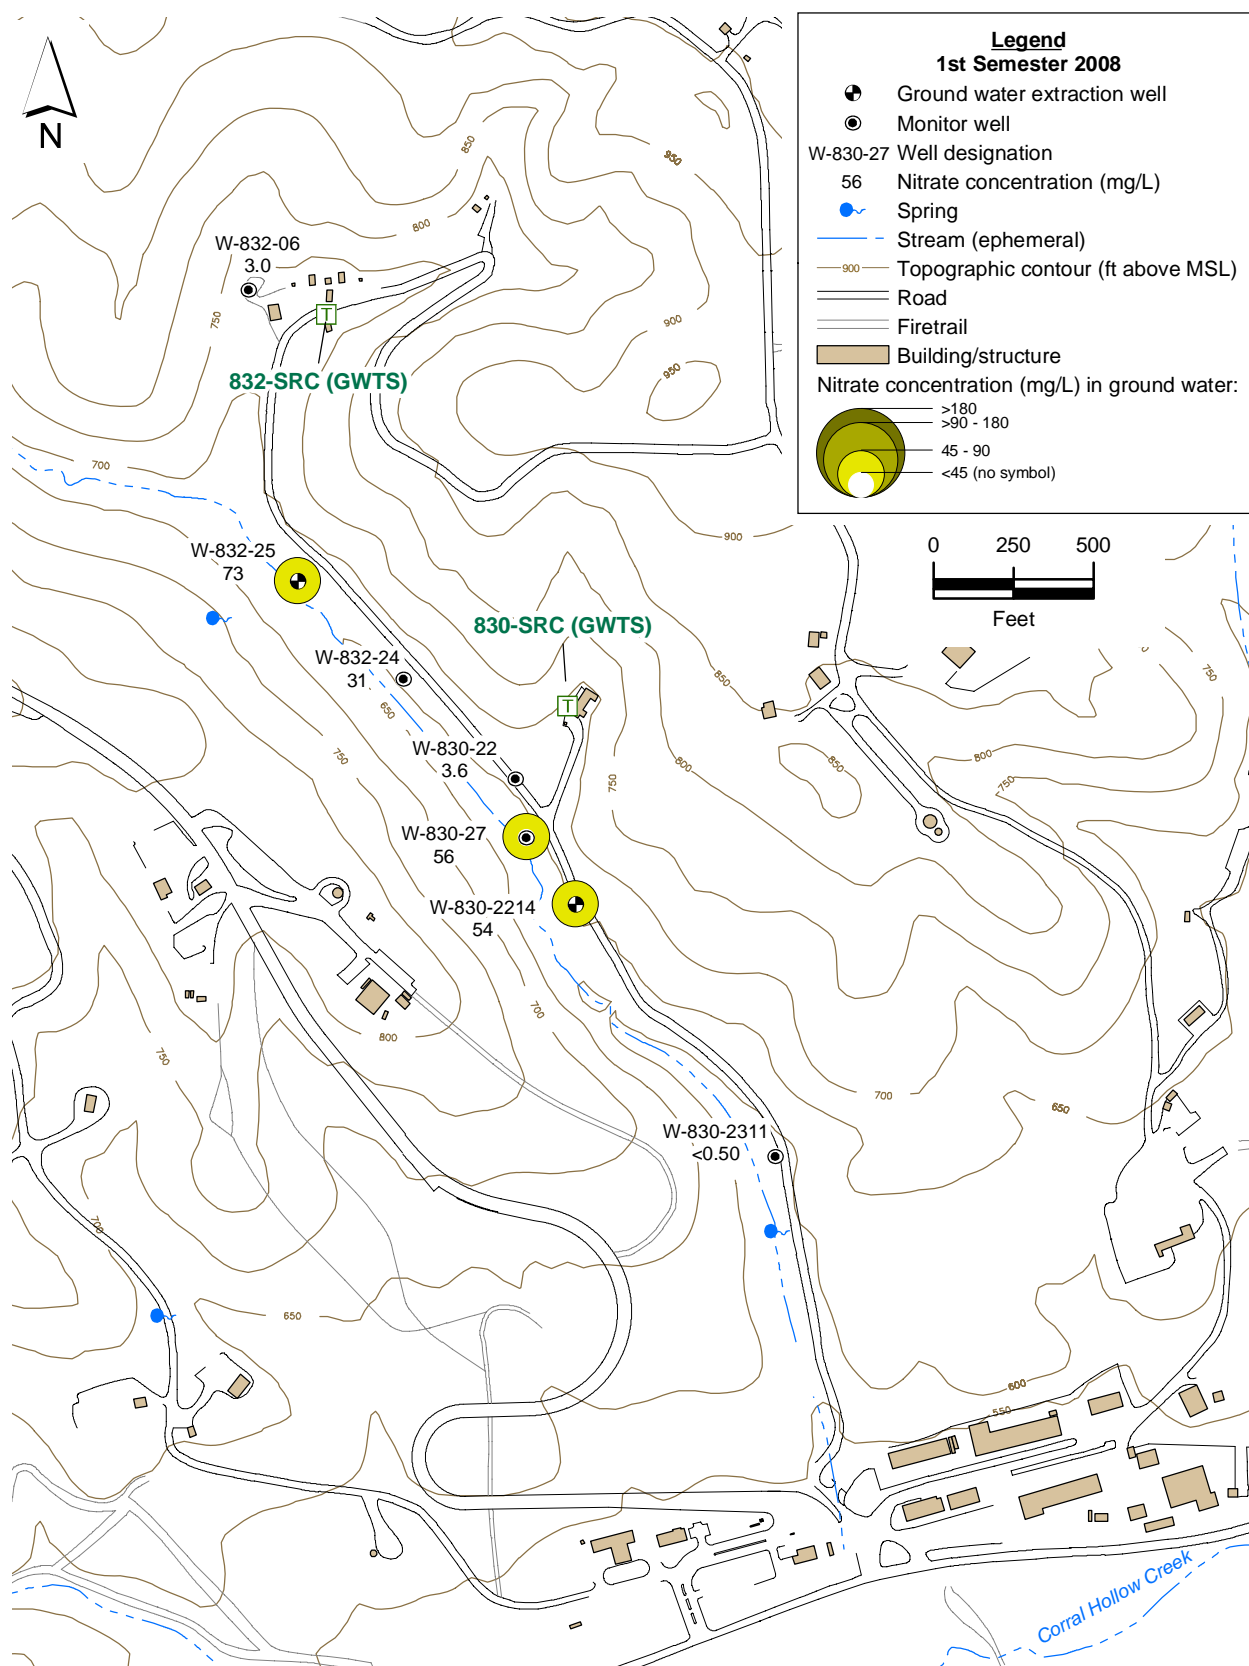 Legend
1st Semester 2008
Ground water extraction well
Monitor well
W-830-27 Well designation
56 Nitrate concentration (mg/L)
Spring
Stream (ephemeral)
900 Topographic contour (ft above MSL)
Road
Firetrail
Building/structure
Nitrate concentration (mg/L) in ground water:
>180
>90 - 180
45 - 90
<45 (no symbol)
N
850
950
800
W-832-06
3.0
750
900
950
832-SRC (GWTS)
700
900
0 250 500
Feet
W-832-25
73
830-SRC (GWTS)
W-832-24
31
650
850
750
750
800
800
850
750
750
W-830-22
3.6
W-830-27
56
W-830-2214
54
700
800
750
700
650
W-830-2311
<0.50
700
650
600
550
Corral Hollow Creek